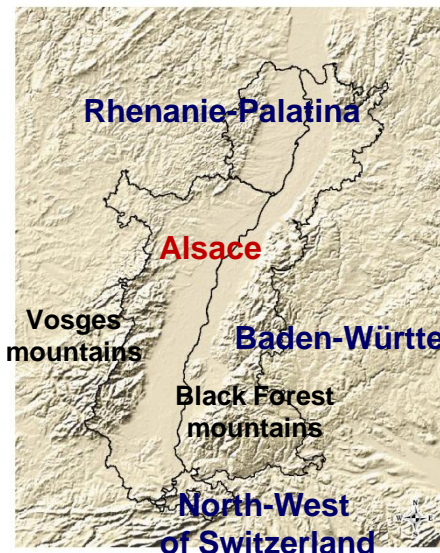 Rhenanie-Palatina
Alsace
Vosges
mountains
Baden-Württe
Black Forest
mountains
North-West
of Switzerland
N
W
E
S